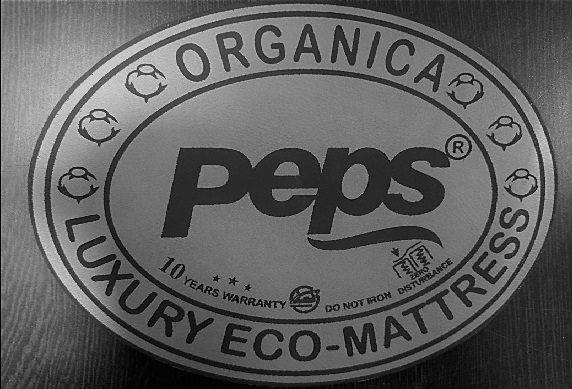 ORGANICA
peps®
10 YEARS WARRANTY
DO NOT IRON
ZERO
DISTURBANCE
LUXURY ECO-MATTRESS